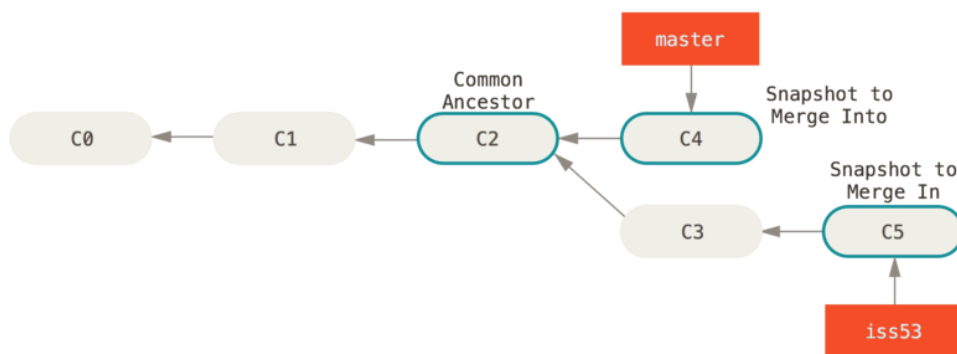 master
Common
Ancestor
Snapshot to
Merge Into
C0
C1
C2
C4
Snapshot to
Merge In
C3
C5
iss53